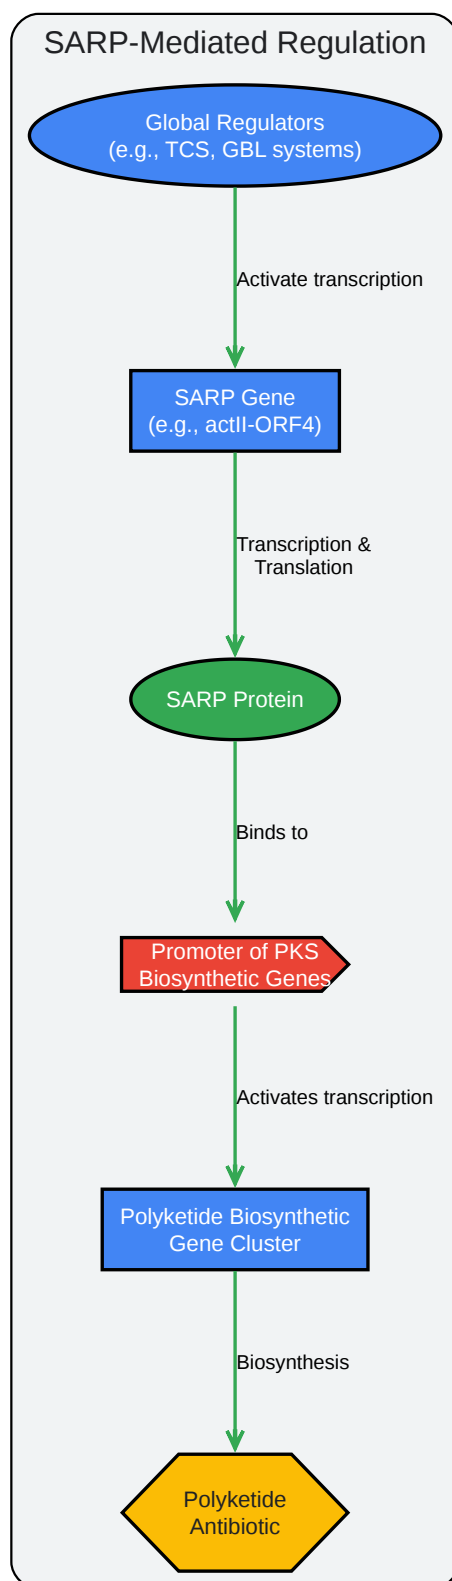 SARP-Mediated Regulation
Global Regulators
(e.g., TCS, GBL systems)
Activate transcription
SARP Gene
(e.g., actII-ORF4)
Transcription &
Translation
SARP Protein
Binds to
Promoter of PKS
Biosynthetic Genes
Activates transcription
Polyketide Biosynthetic
Gene Cluster
Biosynthesis
Polyketide
Antibiotic